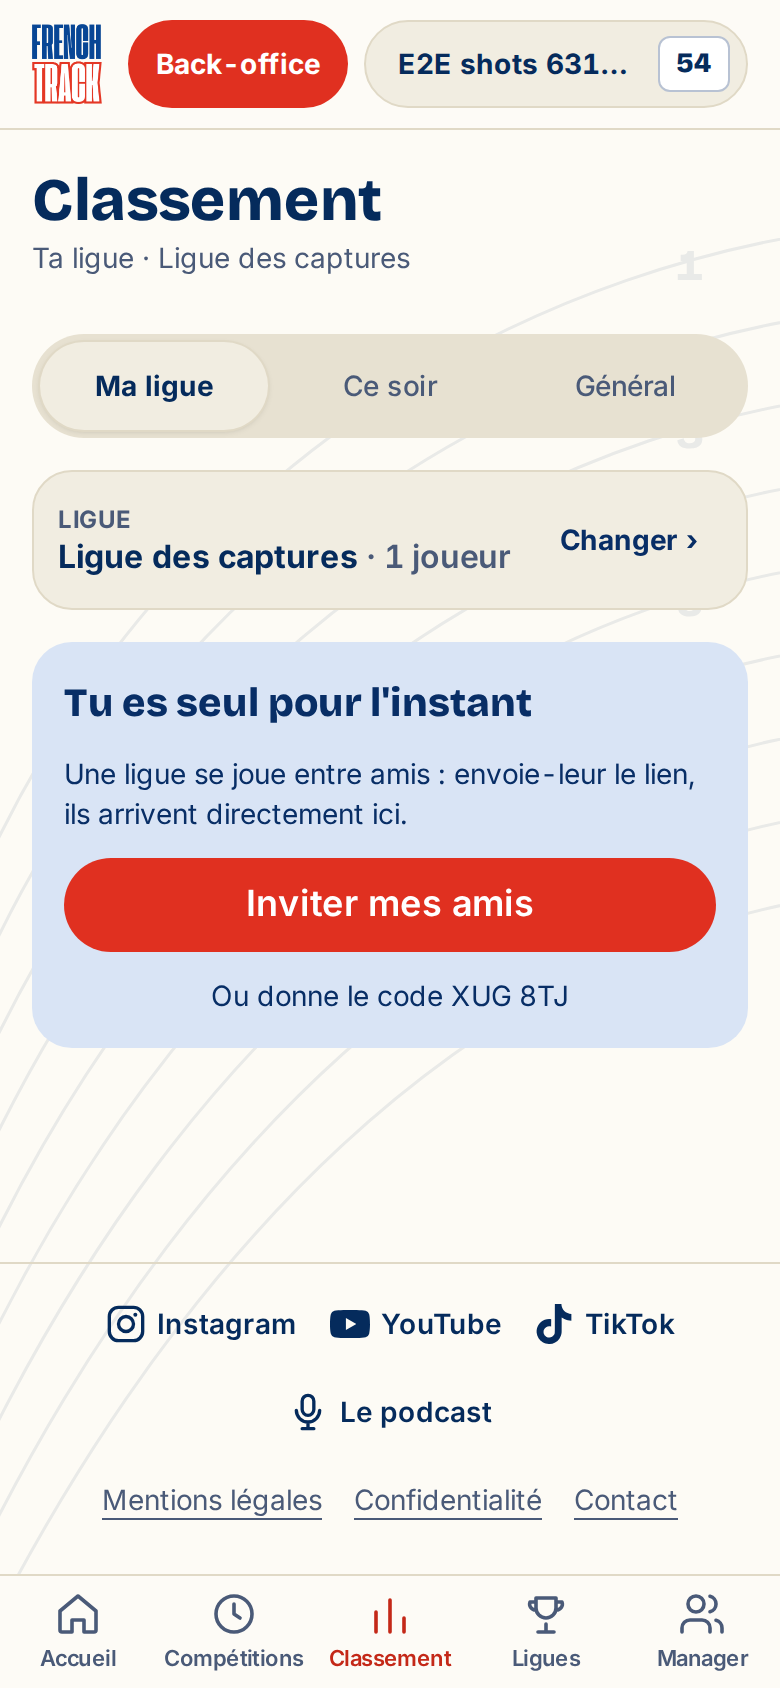 FRENCH
TRACK
Back-office
E2E shots 631...
54
Classement
Ta ligue · Ligue des captures
1
Ma ligue
Ce soir
Général
LIGUE
Ligue des captures · 1 joueur
Changer ›
Tu es seul pour l'instant
Une ligue se joue entre amis : envoie-leur le lien,
ils arrivent directement ici.
Inviter mes amis
Ou donne le code XUG 8TJ
Instagram
YouTube
TikTok
Le podcast
Mentions légales
Confidentialité
Contact
Accueil
Compétitions
Classement
Ligues
Manager